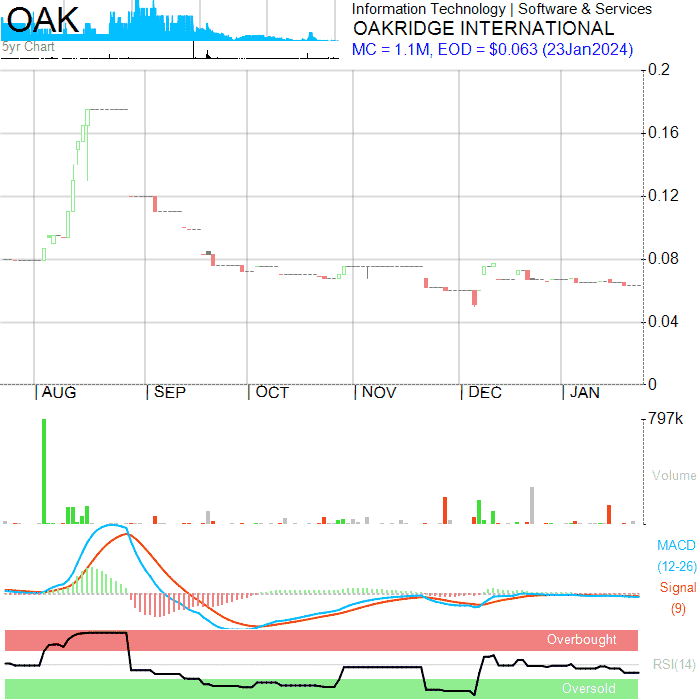 OAK
5yr Chart
Information Technology | Software & Services
OAKRIDGE INTERNATIONAL
MC = 1.1M, EOD = $0.063 (23Jan2024)
0.2
0.16
0.12
0.08
0.04
0
AUG SEP OCT NOV DEC JAN
797k
Volume
MACD
(12-26)
Signal
(9)
Overbought
RSI(14)
Oversold